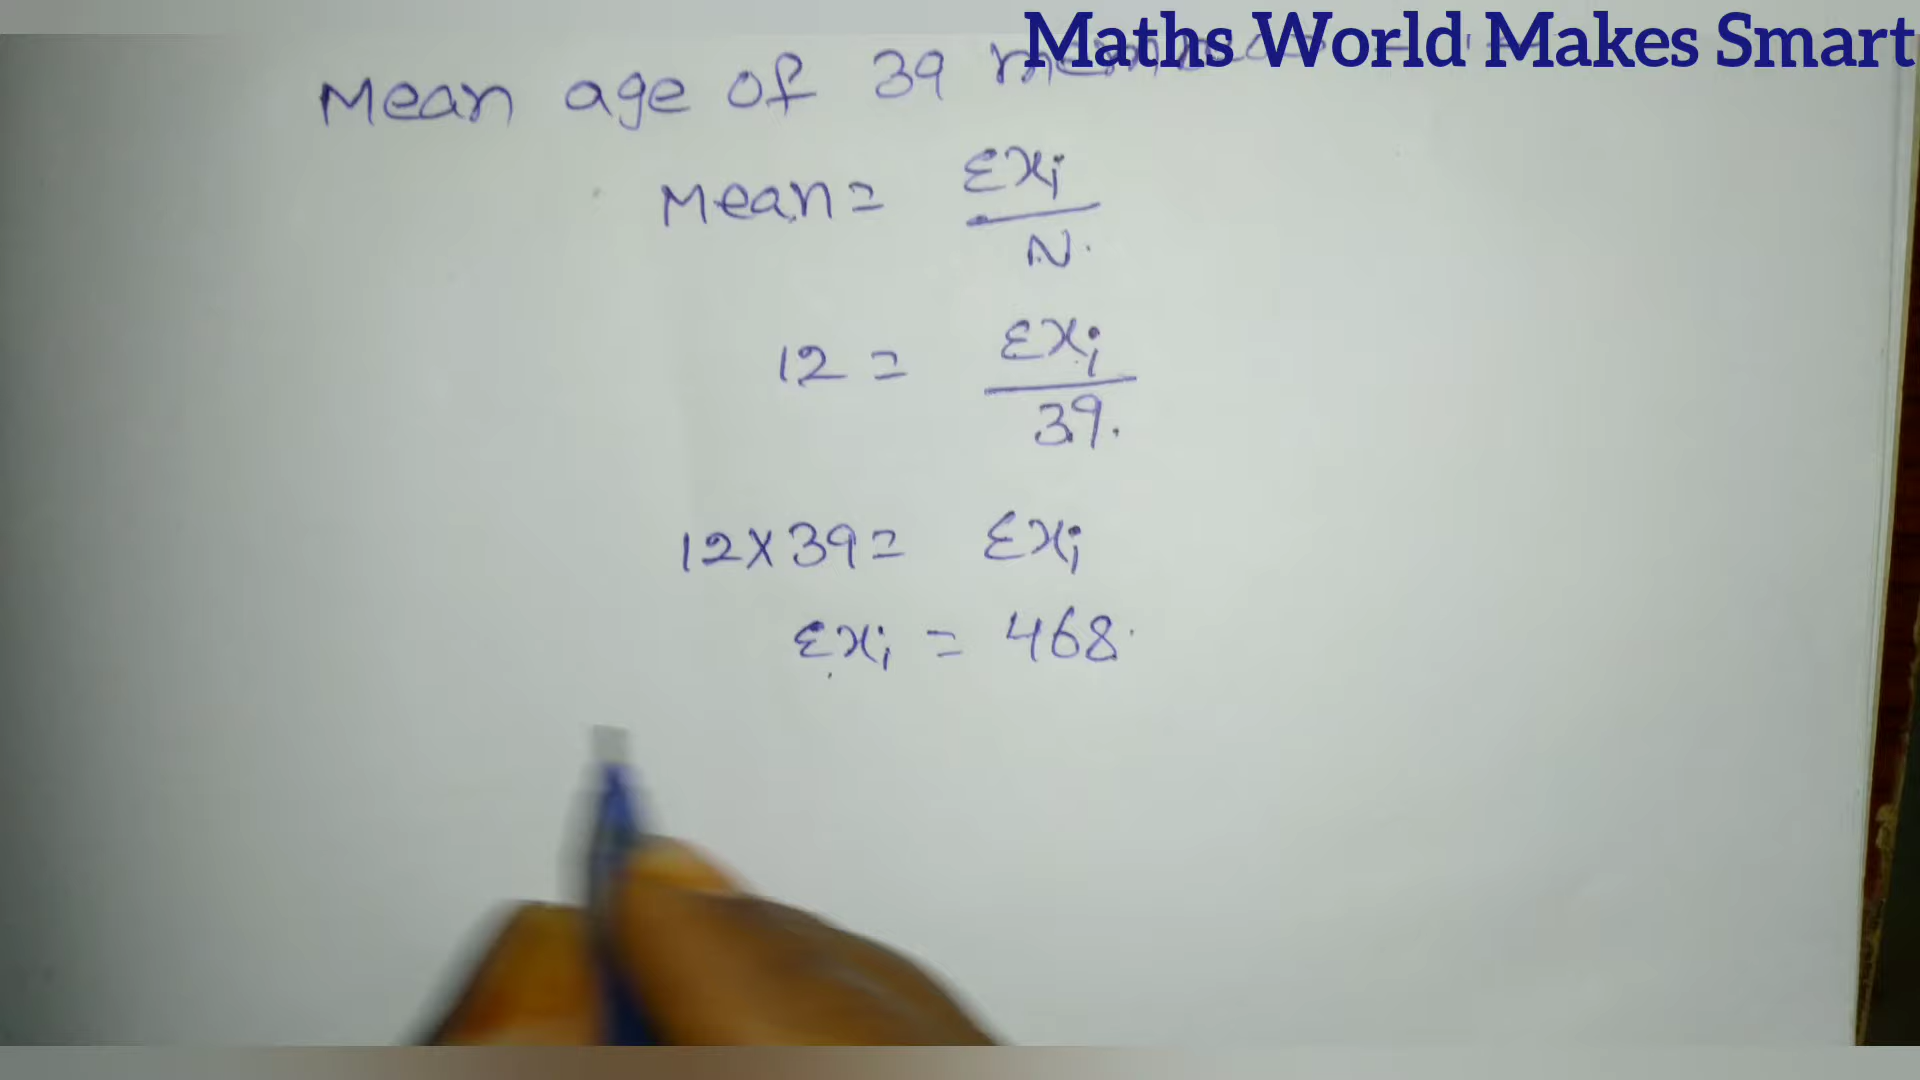 Maths World Makes Smart
Mean age of 39
Mean = Σxi
N.
12 = Σxi
39.
12 x 39 = Σxi
Σxi = 468.